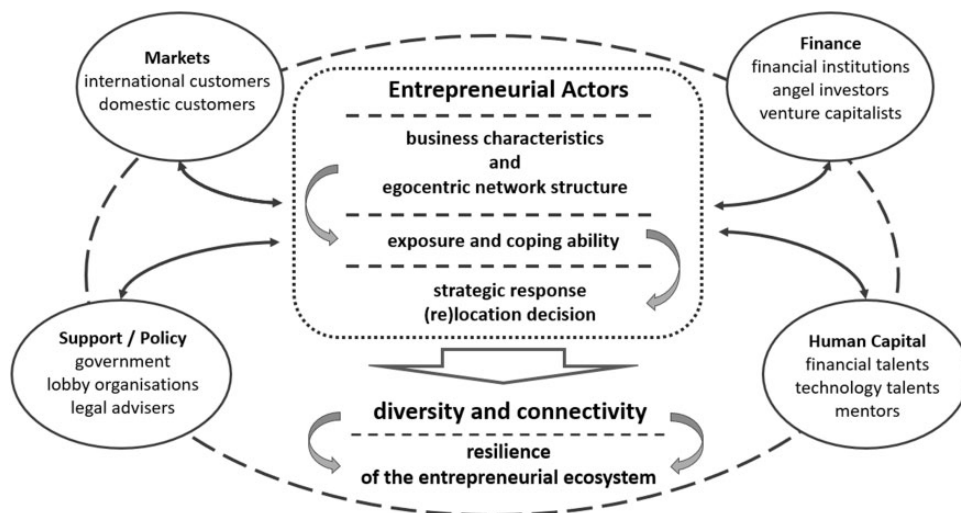 Markets
international customers
domestic customers
Finance
financial institutions
angel investors
venture capitalists
Entrepreneurial Actors
business characteristics
and
egocentric network structure
exposure and coping ability
strategic response
(re)location decision
Support / Policy
government
lobby organisations
legal advisers
Human Capital
financial talents
technology talents
mentors
diversity and connectivity
resilience
of the entrepreneurial ecosystem